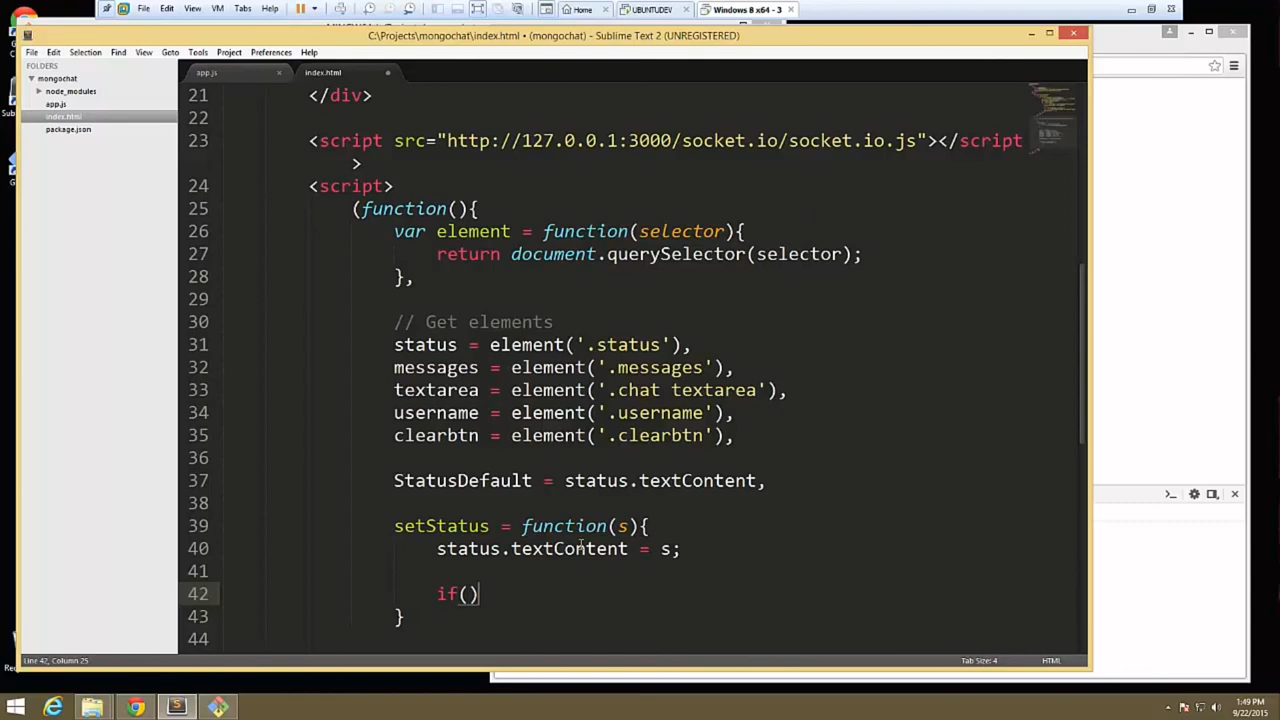 File Edit View VM Tabs Help
Home × UBUNTUDEV × Windows 8 x64 - 3 ×
C:\Projects\mongochat\index.html • (mongochat) - Sublime Text 2 (UNREGISTERED)
File Edit Selection Find View Goto Tools Project Preferences Help
FOLDERS
mongochat
node_modules
app.js
index.html
package.json
app.js × index.html
21 </div>
22
23 <script src="http://127.0.0.1:3000/socket.io/socket.io.js"></script
>
24 <script>
25 (function(){
26 var element = function(selector){
27 return document.querySelector(selector);
28 },
29
30 // Get elements
31 status = element('.status'),
32 messages = element('.messages'),
33 textarea = element('.chat textarea'),
34 username = element('.username'),
35 clearbtn = element('.clearbtn'),
36
37 StatusDefault = status.textContent,
38
39 setStatus = function(s){
40 status.textContent = s;
41
42 if()
43 }
44
Line 42, Column 25 Tab Size: 4 HTML
1:49 PM
9/22/2015